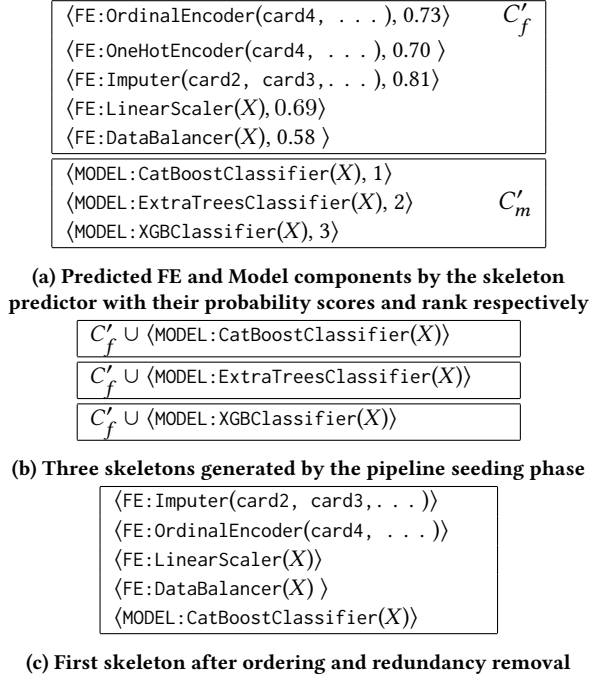 ⟨FE:OrdinalEncoder(card4, ...), 0.73⟩ C′f
⟨FE:OneHotEncoder(card4, ...), 0.70 ⟩
⟨FE:Imputer(card2, card3,...), 0.81⟩
⟨FE:LinearScaler(X), 0.69⟩
⟨FE:DataBalancer(X), 0.58 ⟩
⟨MODEL:CatBoostClassifier(X), 1⟩
⟨MODEL:ExtraTreesClassifier(X), 2⟩ C′m
⟨MODEL:XGBClassifier(X), 3⟩
(a) Predicted FE and Model components by the skeleton
predictor with their probability scores and rank respectively
C′f ∪ ⟨MODEL:CatBoostClassifier(X)⟩
C′f ∪ ⟨MODEL:ExtraTreesClassifier(X)⟩
C′f ∪ ⟨MODEL:XGBClassifier(X)⟩
(b) Three skeletons generated by the pipeline seeding phase
⟨FE:Imputer(card2, card3,...)⟩
⟨FE:OrdinalEncoder(card4, ...)⟩
⟨FE:LinearScaler(X)⟩
⟨FE:DataBalancer(X) ⟩
⟨MODEL:CatBoostClassifier(X)⟩
(c) First skeleton after ordering and redundancy removal